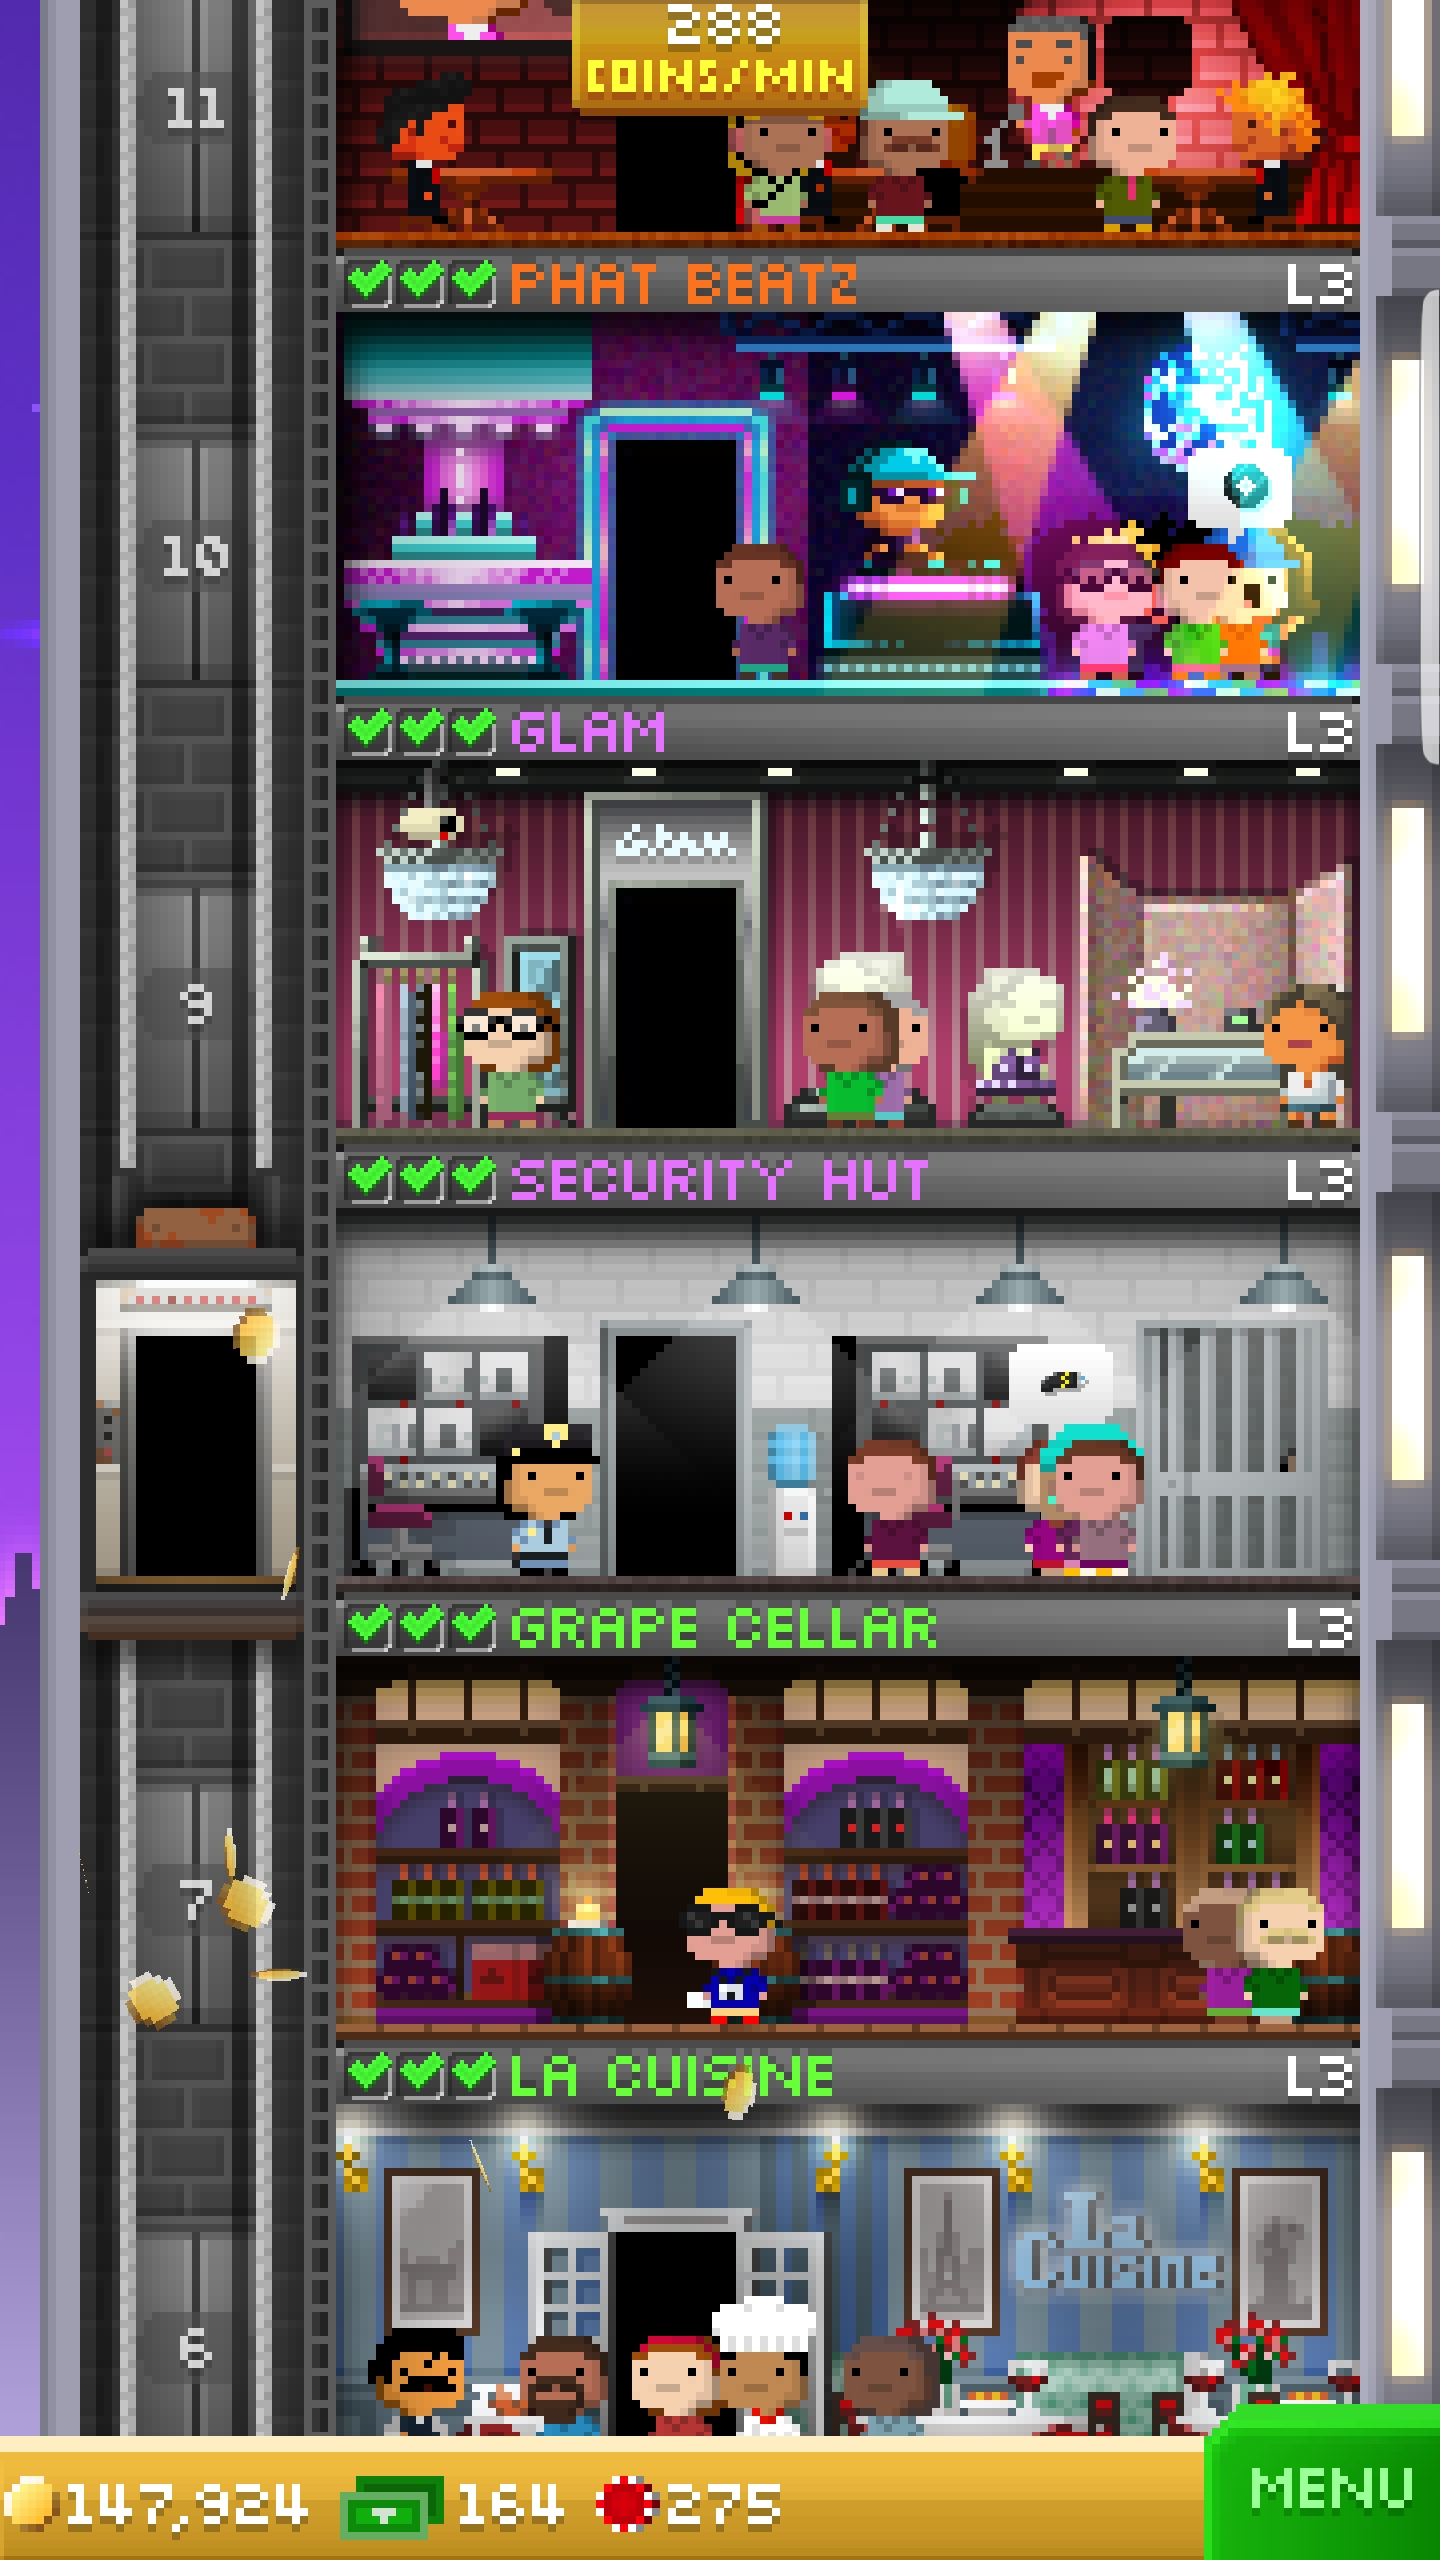 288
COINS/MIN
11
PHAT BEATZ L3
10
GLAM L3
Glam
9
SECURITY HUT L3
GRAPE CELLAR L3
7
LA CUISINE L3
La
Cuisine
6
147,924 164 275
MENU